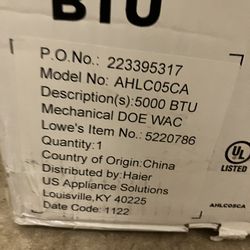 BTU
P.O.No.: 223395317
Model No: AHLC05CA
Description(s):5000 BTU
Mechanical DOE WAC
Lowe's Item No.: 5220786
Quantity:1
Country of Origin:China
Distributed by:Haier
US Appliance Solutions
Louisville,KY 40225
Date Code: 1122
UL
LISTED
AHLC05CA